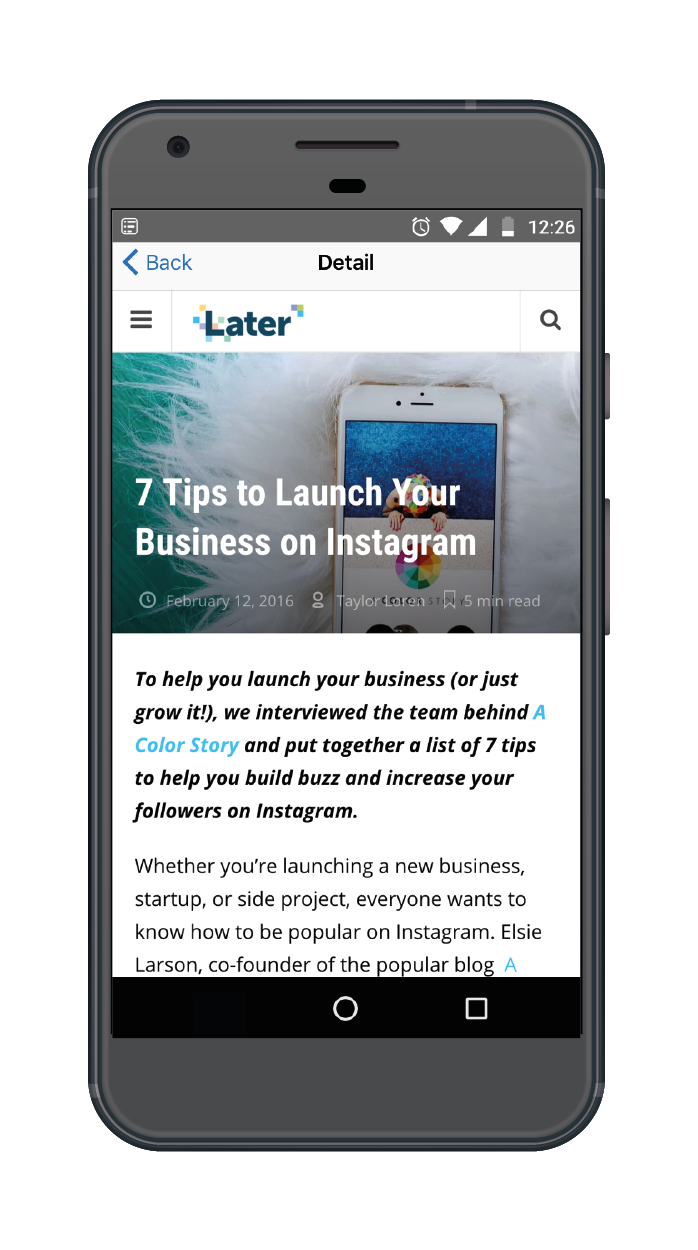 12:26
Back Detail
Later
7 Tips to Launch Your
Business on Instagram
February 12, 2016 Taylor Loren 5 min read
To help you launch your business (or just
grow it!), we interviewed the team behind A
Color Story and put together a list of 7 tips
to help you build buzz and increase your
followers on Instagram.
Whether you’re launching a new business,
startup, or side project, everyone wants to
know how to be popular on Instagram. Elsie
Larson, co-founder of the popular blog A